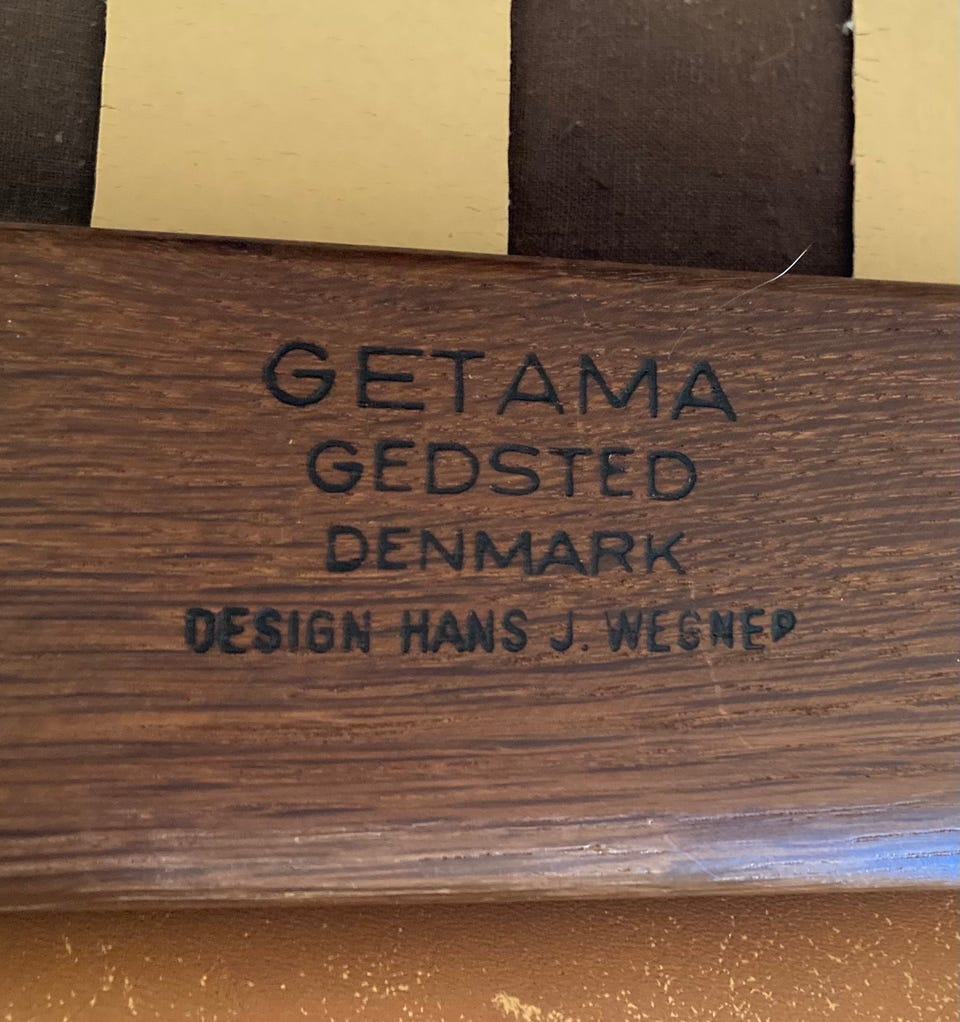 GETAMA
GEDSTED
DENMARK
DESIGN HANS J. WEGNER